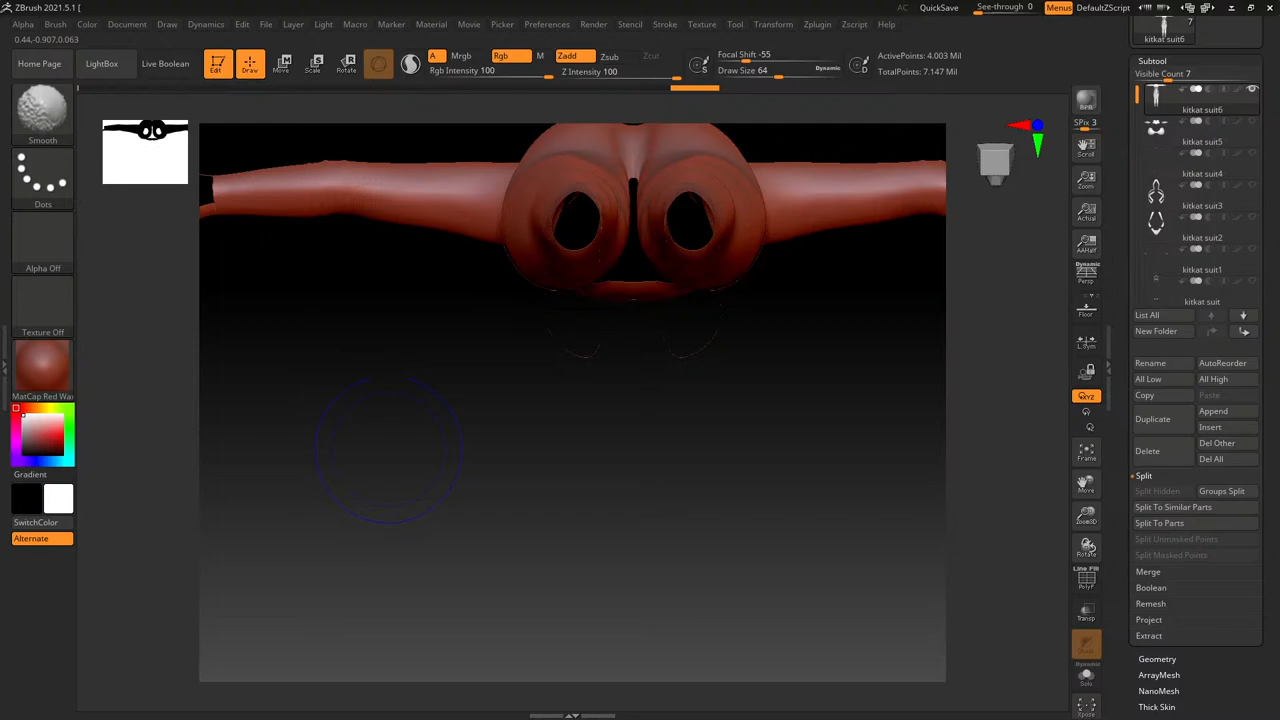 ZBrush 2021.5.1 [
AC
QuickSave
See-through 0
Menus
DefaultZScript
Alpha
Brush
Color
Document
Draw
Dynamics
Edit
File
Layer
Light
Macro
Marker
Material
Movie
Picker
Preferences
Render
Stencil
Stroke
Texture
Tool
Transform
Zplugin
Zscript
Help
0.44,-0.907,0.063
Home Page
LightBox
Live Boolean
Edit
Draw
Move
Scale
Rotate
A
Mrgb
Rgb
M
Rgb Intensity 100
Zadd
Zsub
Zcut
Z Intensity 100
S
Focal Shift -55
Draw Size 64
Dynamic
D
ActivePoints: 4.003 Mil
TotalPoints: 7.147 Mil
Smooth
Dots
Alpha Off
Texture Off
MatCap Red Wa
Gradient
SwitchColor
Alternate
BPR
SPix 3
Scroll
Zoom
Actual
AAHalf
Dynamic
Persp
Floor
L.Sym
XYZ
Frame
Move
Zoom3D
Rotate
Line Fill
PolyF
Transp
Dynamic
Solo
Xpose
7
kitkat suit6
Subtool
Visible Count 7
kitkat suit6
kitkat suit5
kitkat suit4
kitkat suit3
kitkat suit2
kitkat suit1
kitkat suit
List All
New Folder
Rename
AutoReorder
All Low
All High
Copy
Paste
Duplicate
Append
Insert
Delete
Del Other
Del All
Split
Split Hidden
Groups Split
Split To Similar Parts
Split To Parts
Split Unmasked Points
Split Masked Points
Merge
Boolean
Remesh
Project
Extract
Geometry
ArrayMesh
NanoMesh
Thick Skin